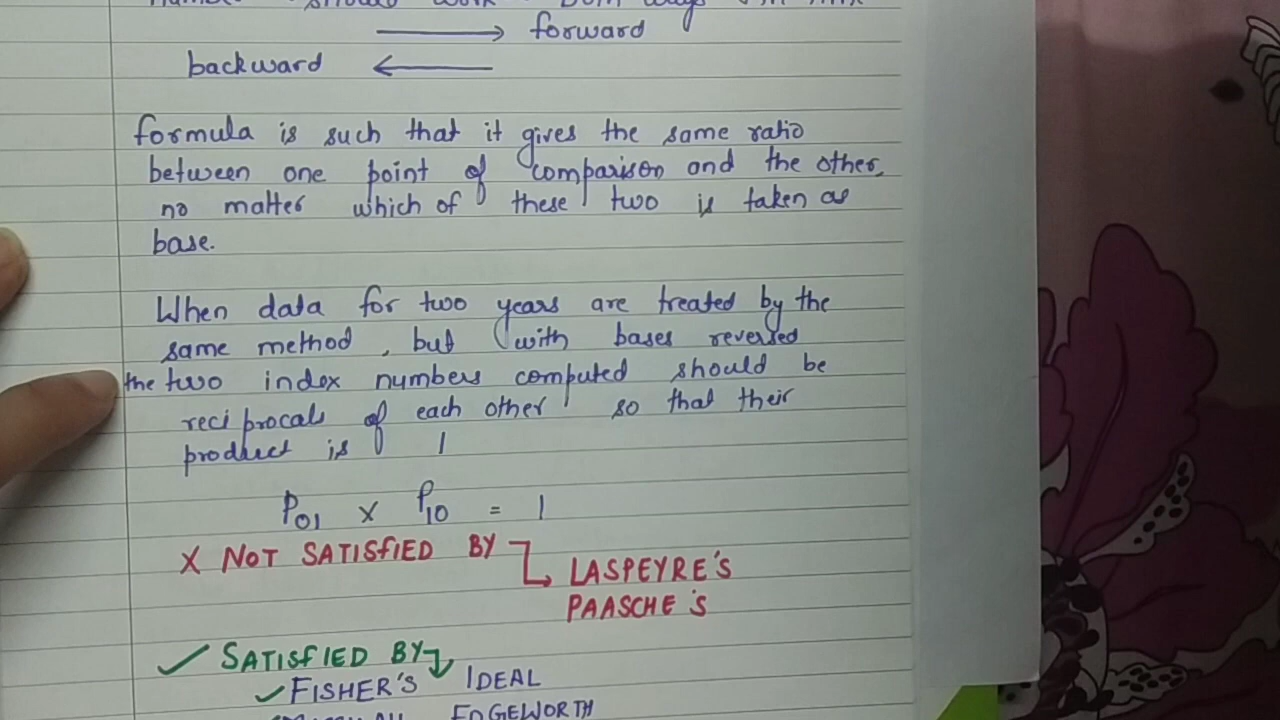 forward
backward
formula is such that it gives the same ratio
between one point of comparison and the other,
no matter which of these two is taken as
base.
When data for two years are treated by the
same method, but with bases reversed
the two index numbers computed should be
reciprocals of each other so that their
product is 1
P01 x P10 = 1
X NOT SATISFIED BY
LASPEYRE'S
PAASCHE'S
✓ SATISFIED BY
✓ FISHER'S IDEAL
EDGEWORTH